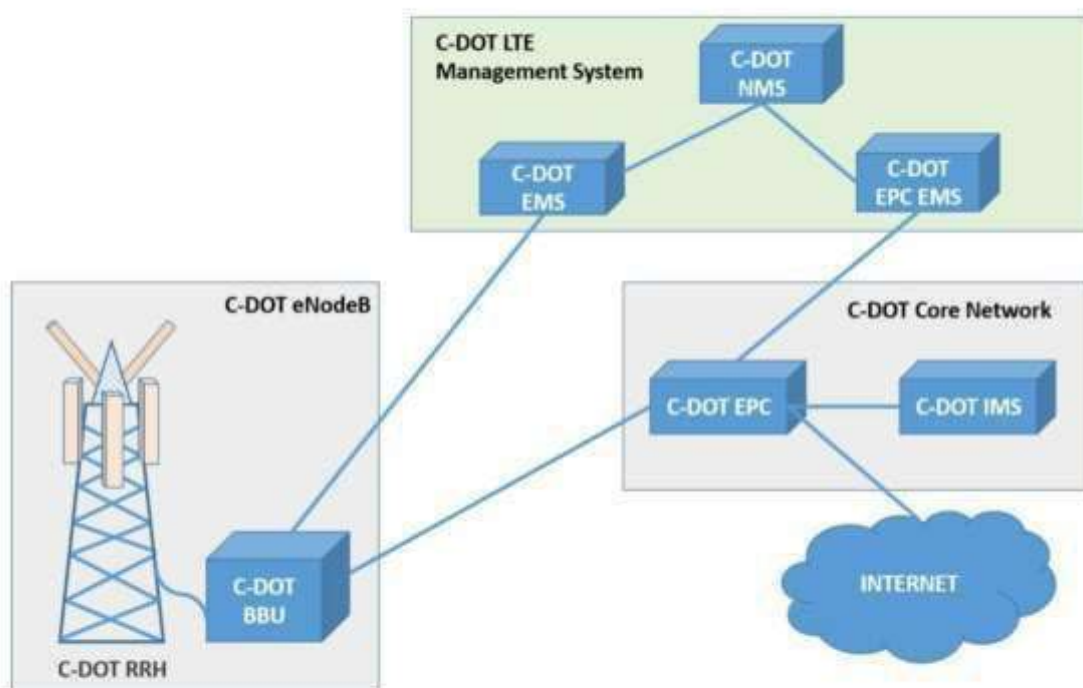 C-DOT LTE
Management System
C-DOT
NMS
C-DOT
EMS
C-DOT
EPC EMS
C-DOT eNodeB
C-DOT Core Network
C-DOT EPC
C-DOT IMS
C-DOT
BBU
INTERNET
C-DOT RRH